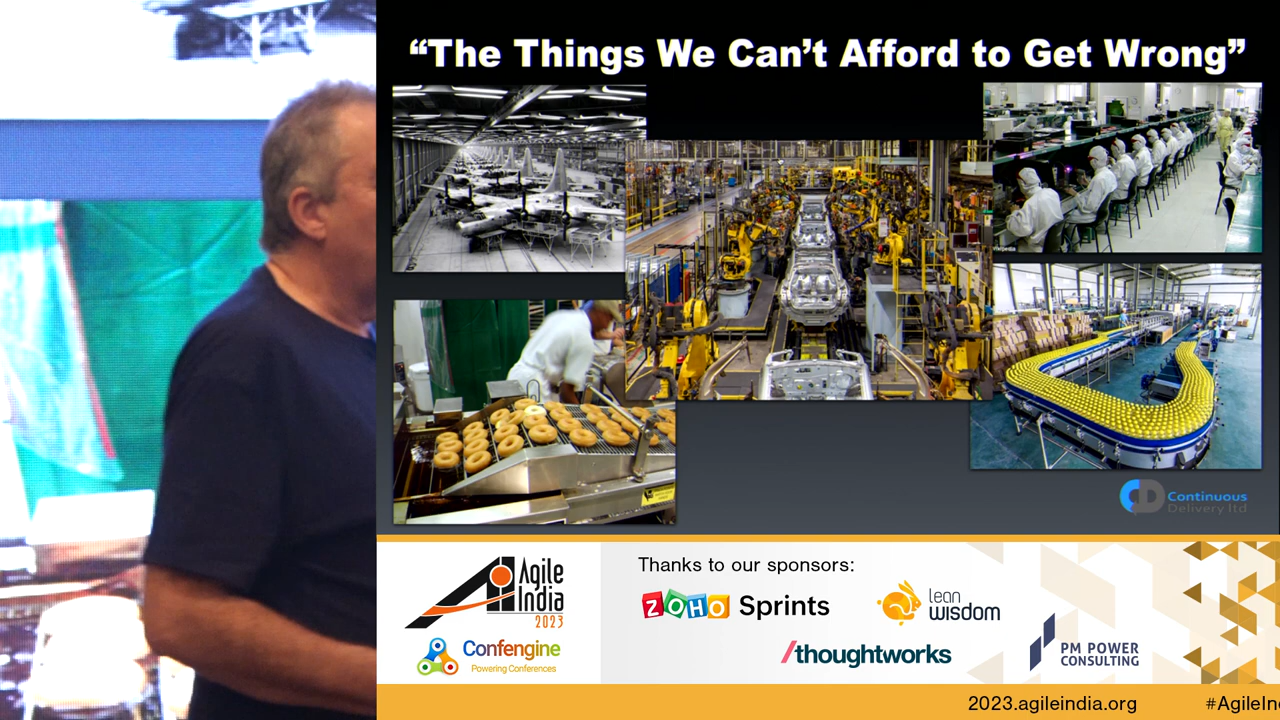 “The Things We Can’t Afford to Get Wrong”
Continuous
Delivery ltd
Agile
India
2023
Confengine
Powering Conferences
Thanks to our sponsors:
ZOHO Sprints
lean
wisdom
/thoughtworks
PM POWER
CONSULTING
2023.agileindia.org
#AgileIn